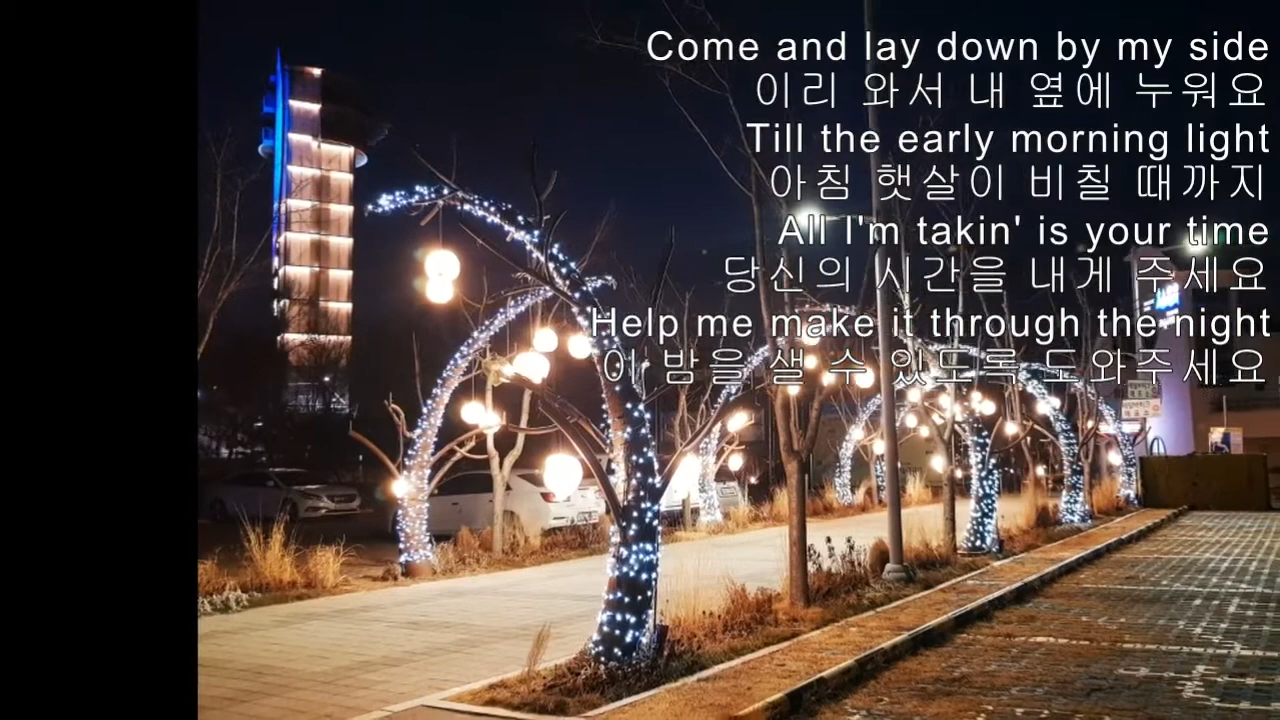 Come and lay down by my side
이리 와서 내 옆에 누워요
Till the early morning light
아침 햇살이 비칠 때까지
All I'm takin' is your time
당신의 시간을 내게 주세요
Help me make it through the night
이 밤을 샐 수 있도록 도와주세요